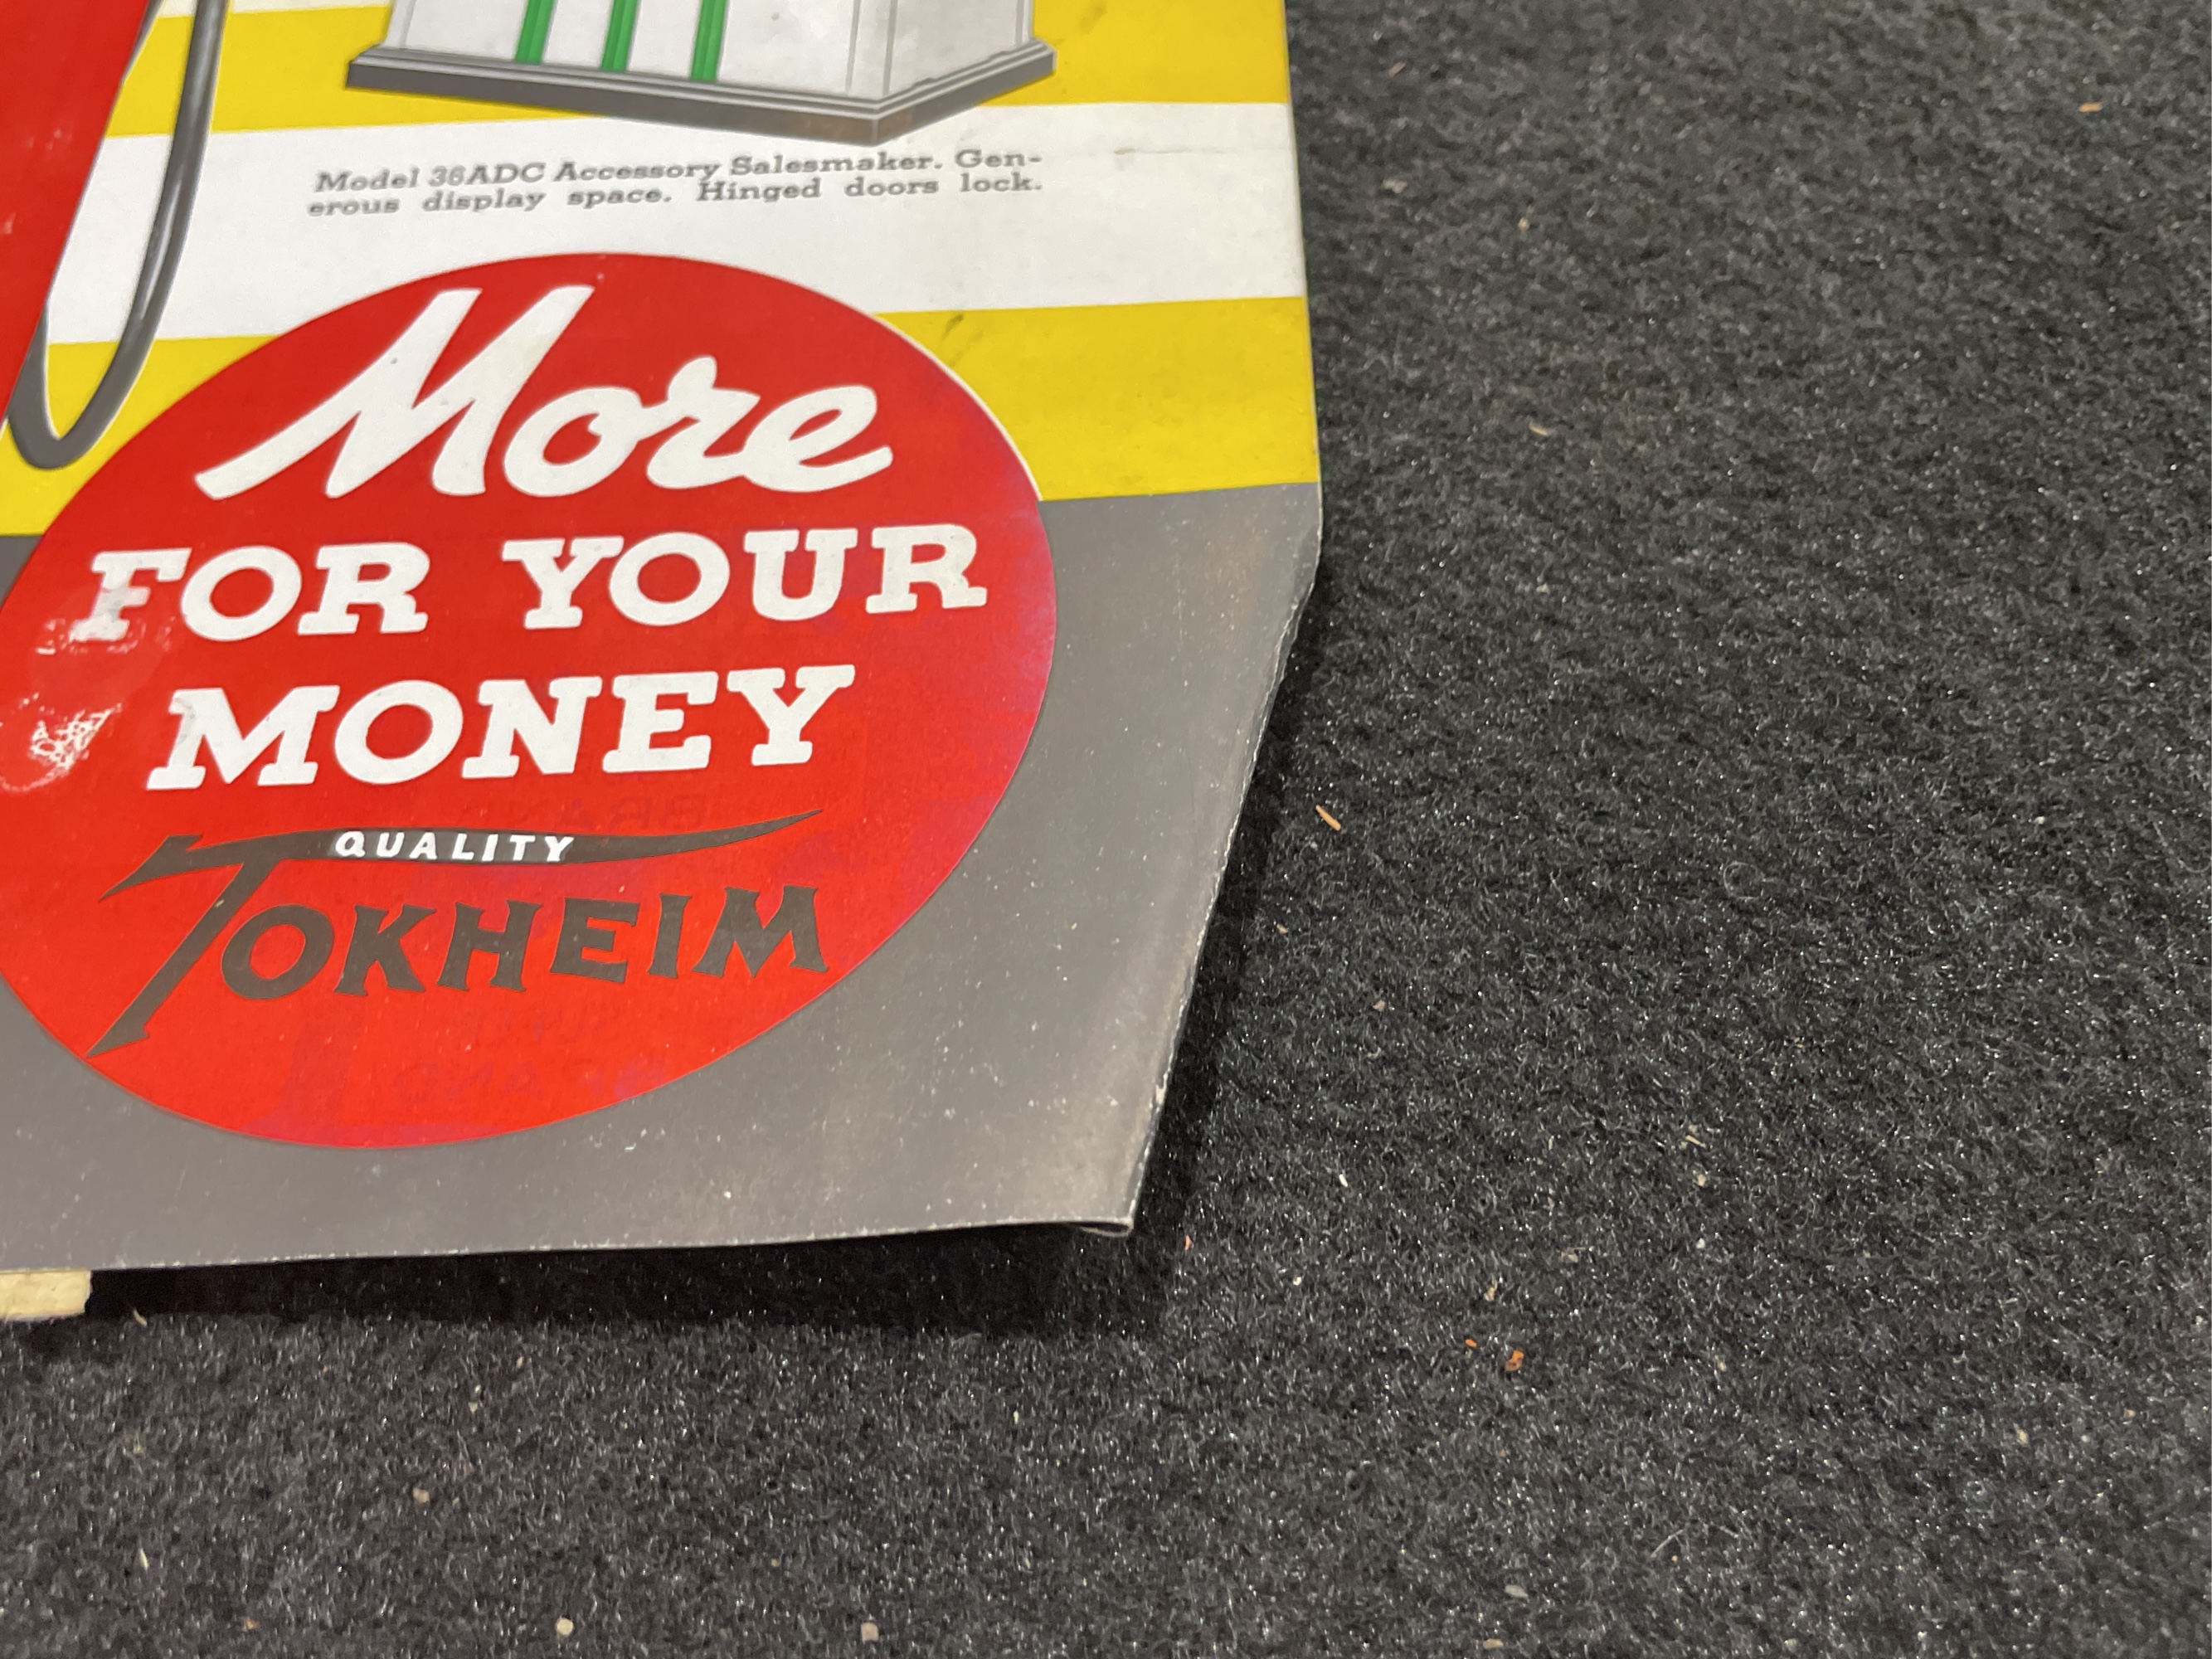 Model 36ADC Accessory Salesmaker. Gen-
erous display space. Hinged doors lock.
More
FOR YOUR
MONEY
QUALITY
TOKHEIM